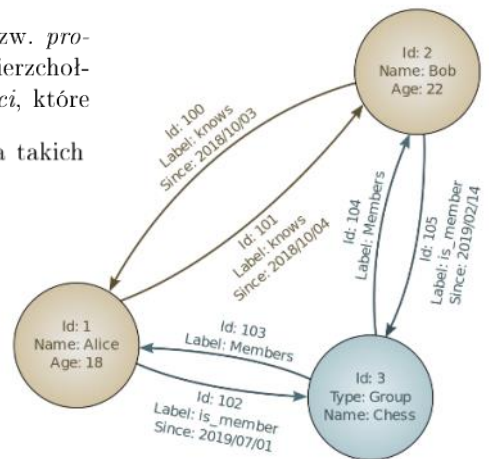 zw. pro-
ierzchoł-
ci, które
a takich
Id: 2
Name: Bob
Age: 22
Id: 100
Label: knows
Since: 2018/10/03
Id: 101
Label: knows
Since: 2018/10/04
Id: 104
Label: Members
Id: 105
Label: is_member
Since: 2019/02/14
Id: 1
Name: Alice
Age: 18
Id: 103
Label: Members
Id: 102
Label: is_member
Since: 2019/07/01
Id: 3
Type: Group
Name: Chess